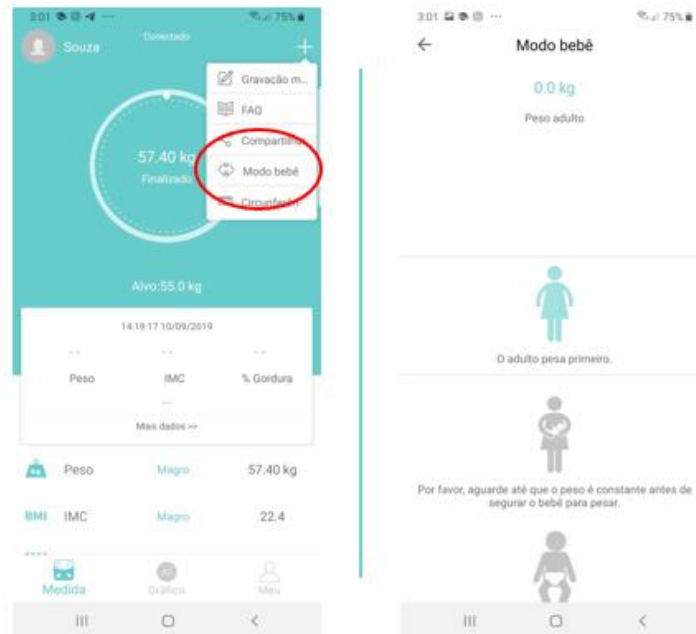 3:01
75%
Souza
Conectado
Gravação m...
FAQ
Compartilhar
Modo bebê
57.40 kg
Finalizado
Alvo:55.0 kg
14:19:17 10/09/2019
-- -- --
Peso IMC % Gordura
--
Mais dados >>
Peso Magro 57.40 kg
BMI IMC Magro 22.4
Medida Gráfico Meu
3:01
75%
Modo bebê
0.0 kg
Peso adulto
O adulto pesa primeiro.
Por favor, aguarde até que o peso é constante antes de
segurar o bebê para pesar.